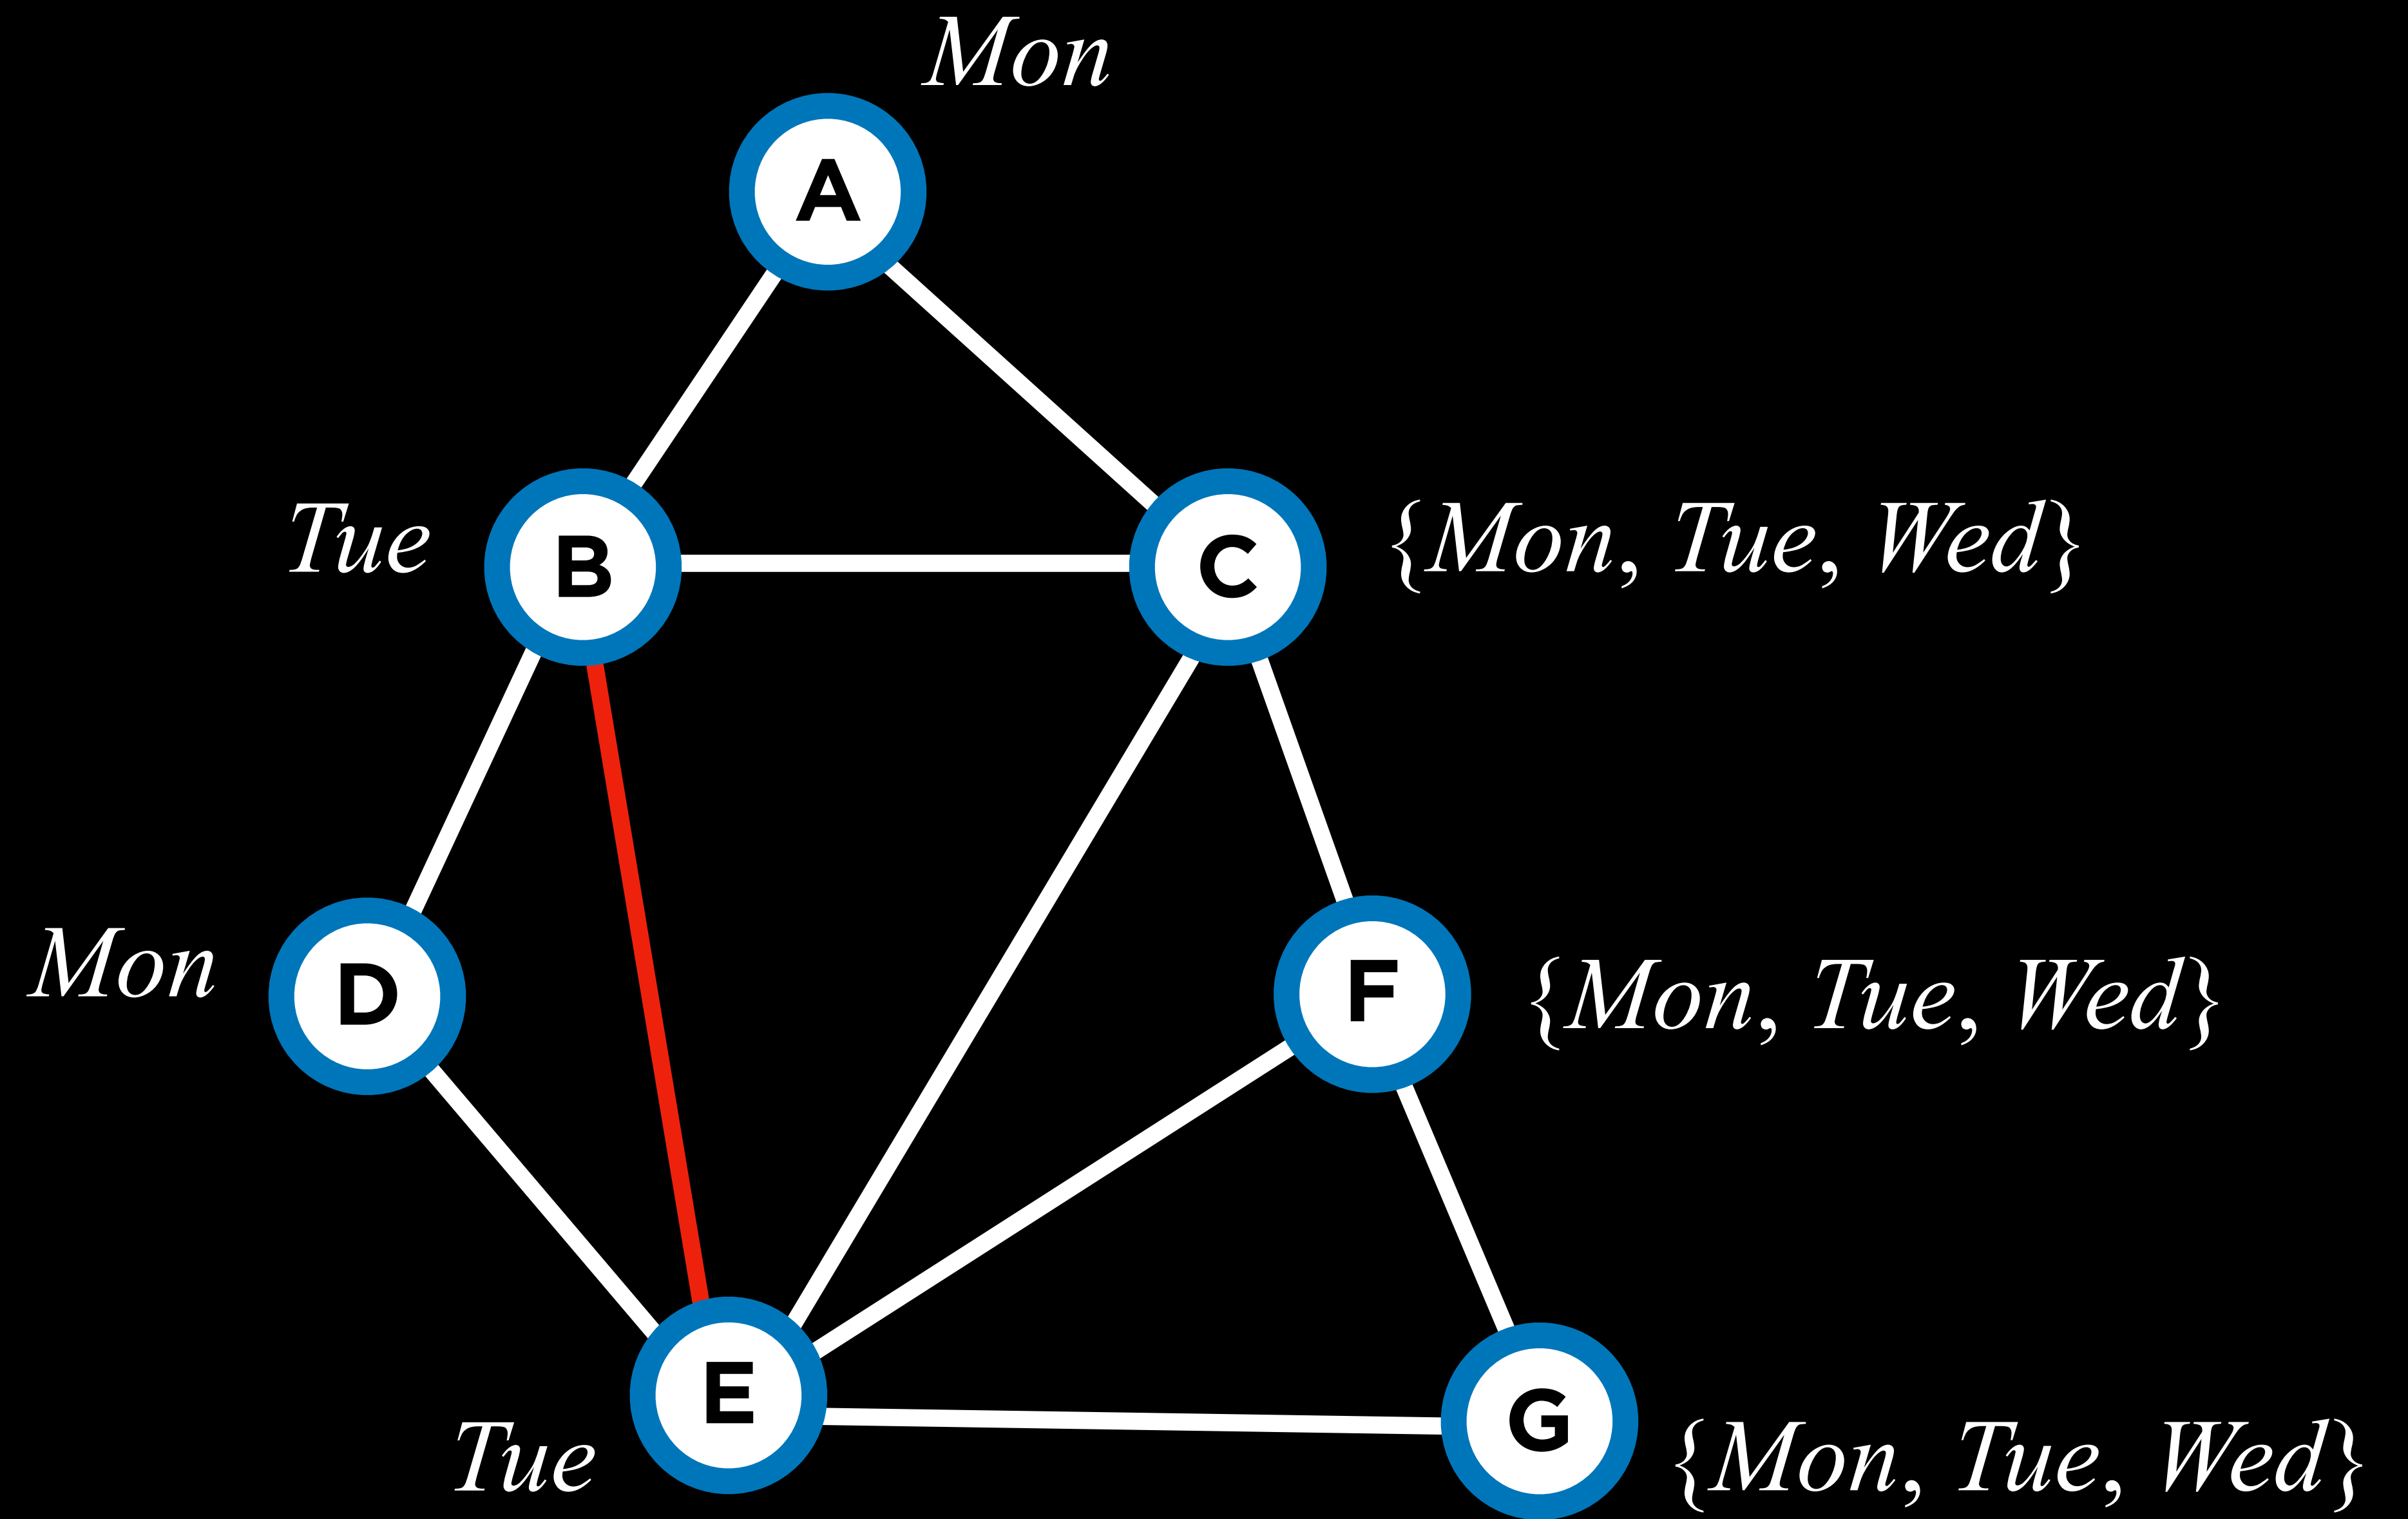 Mon
A
Tue
B
C
{Mon, Tue, Wed}
Mon
D
F
{Mon, Tue, Wed}
E
Tue
G
{Mon, Tue, Wed}